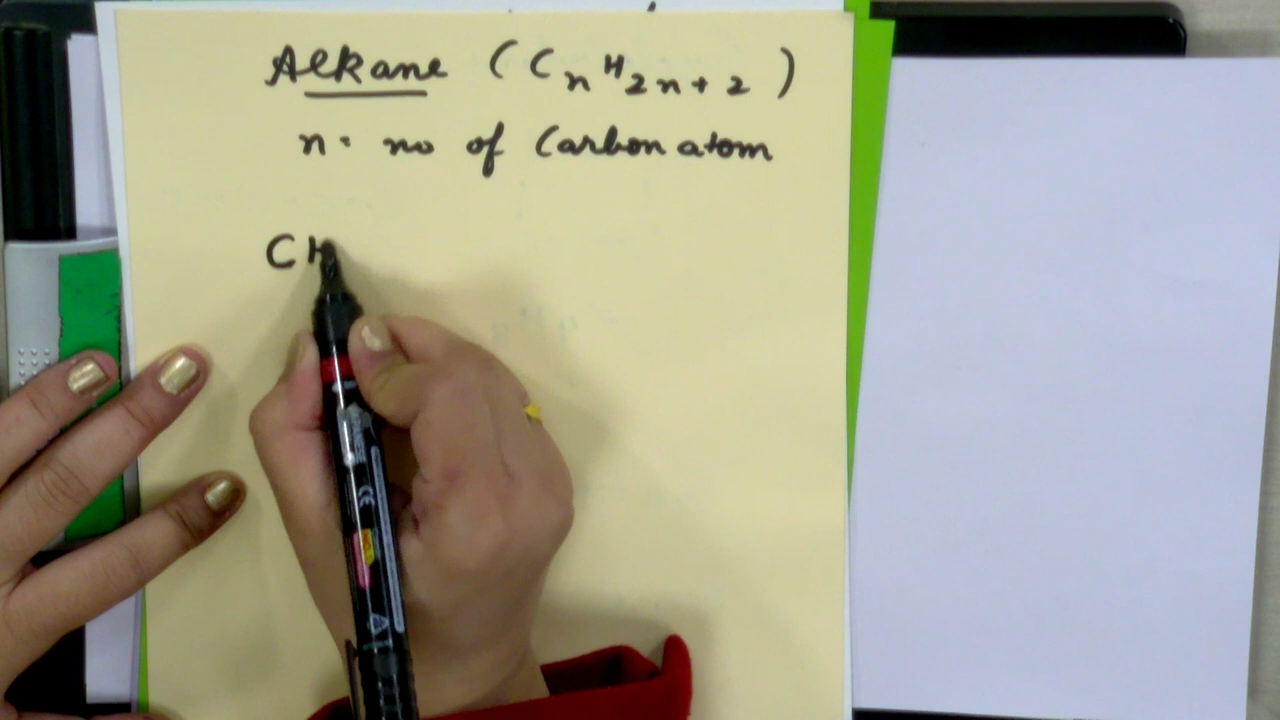 Alkane (CnH2n+2)
n = no of Carbon atom
CH